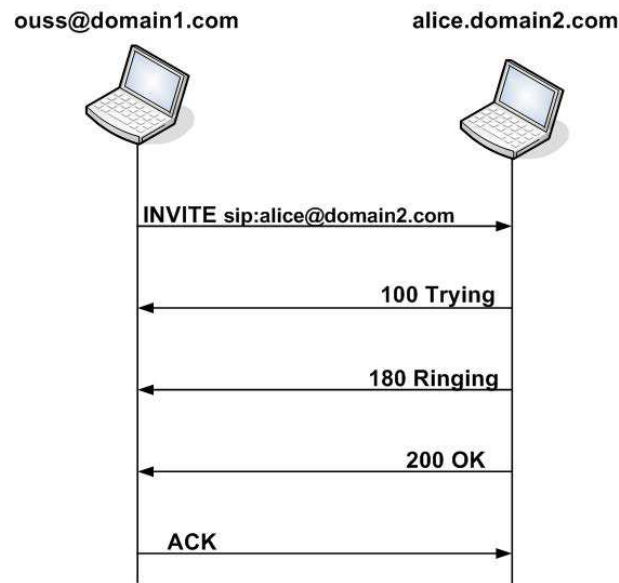 ouss@domain1.com
alice.domain2.com
INVITE sip:alice@domain2.com
100 Trying
180 Ringing
200 OK
ACK